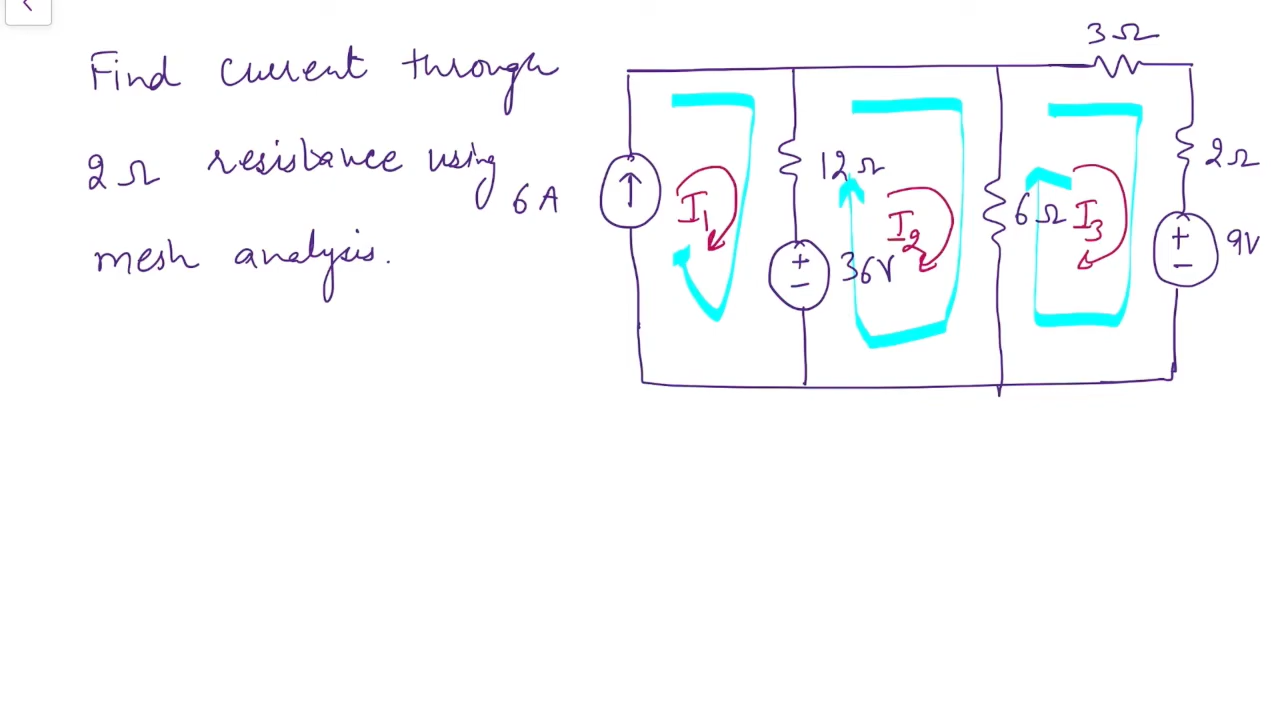 Find current through
2Ω resistance using
mesh analysis.
6A
I1
12Ω
36V
I2
6Ω
I3
3Ω
2Ω
+
-
+
-
9V